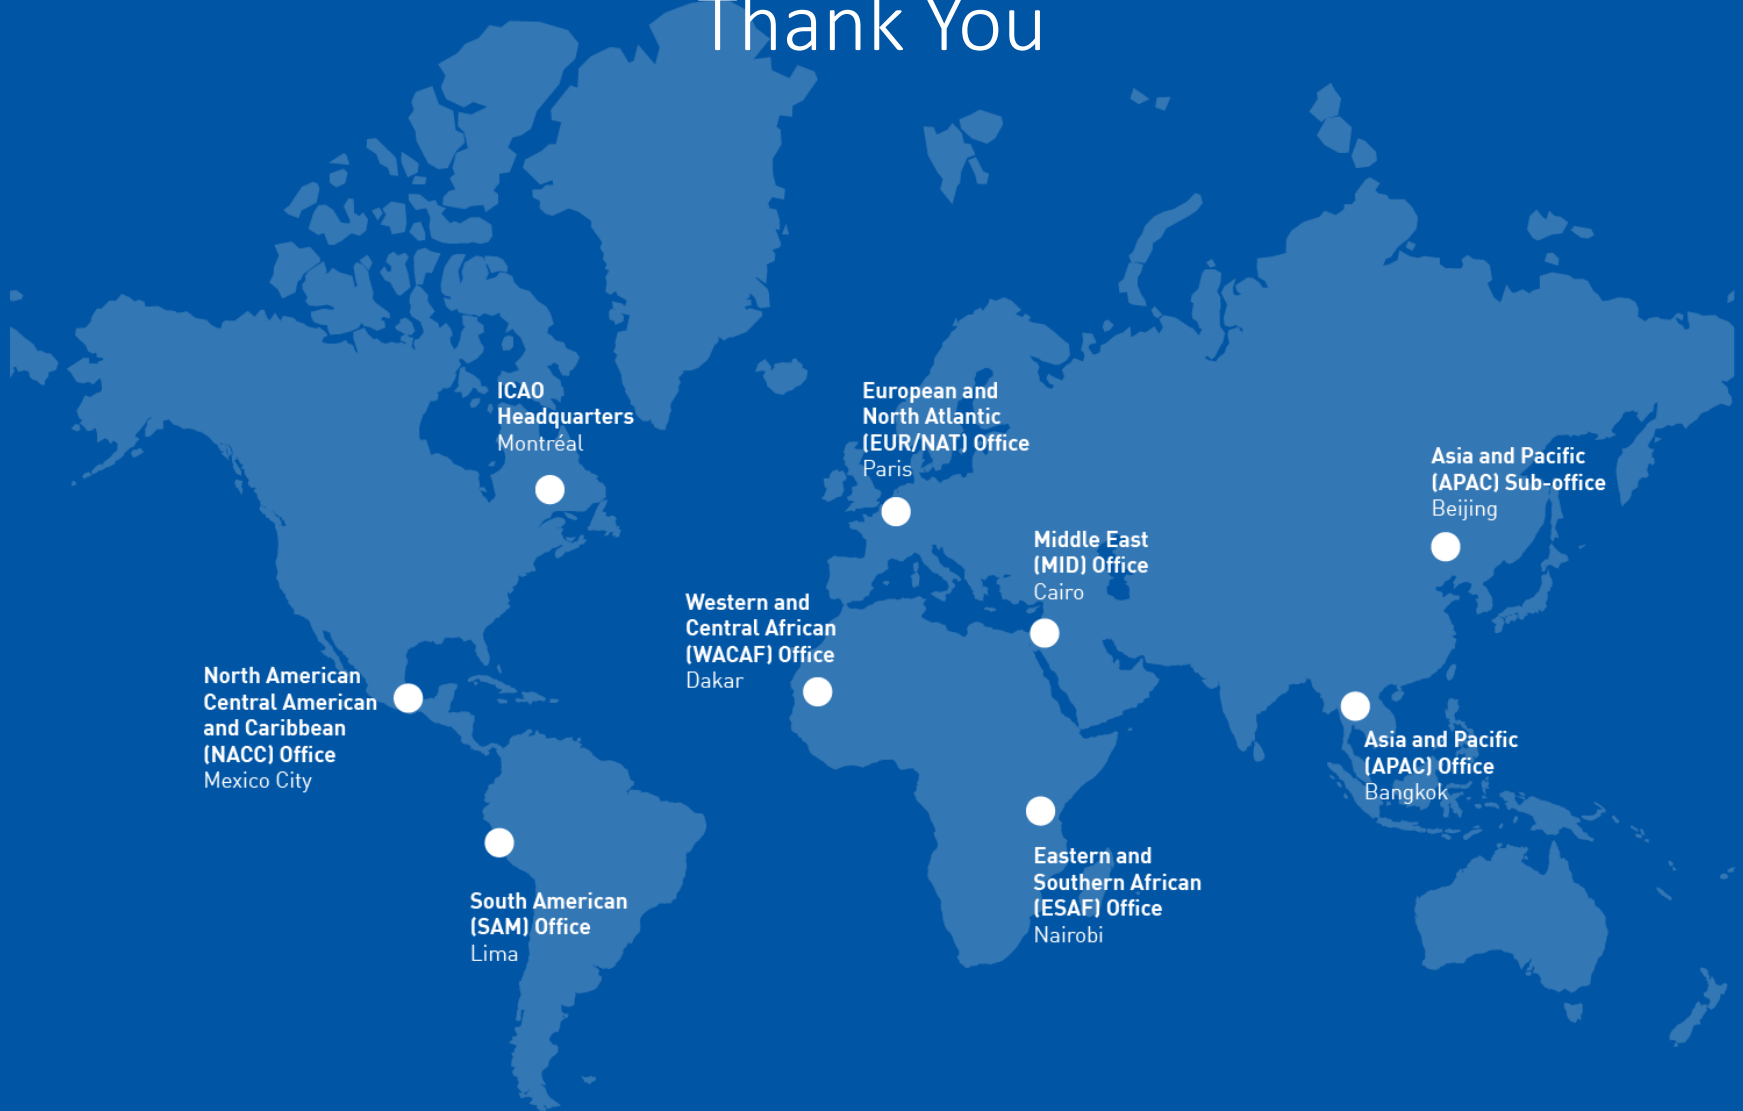 Thank You
ICAO
Headquarters
Montréal
European and
North Atlantic
(EUR/NAT) Office
Paris
Asia and Pacific
(APAC) Sub-office
Beijing
Middle East
(MID) Office
Cairo
Western and
Central African
(WACAF) Office
Dakar
North American
Central American
and Caribbean
(NACC) Office
Mexico City
Asia and Pacific
(APAC) Office
Bangkok
Eastern and
Southern African
(ESAF) Office
Nairobi
South American
(SAM) Office
Lima